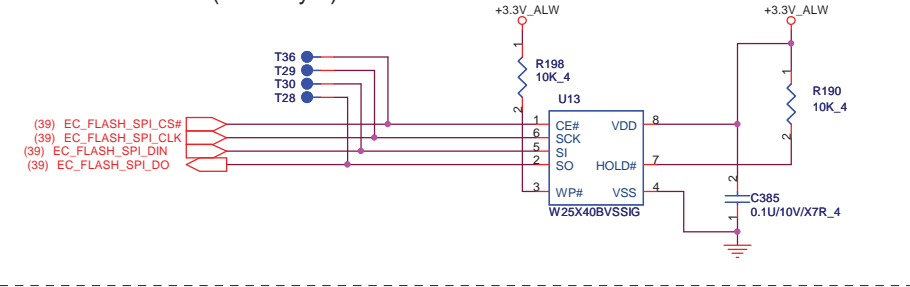 +3.3V_ALW
+3.3V_ALW
T36
T29
T30
T28
1
R198
10K_4
2
1
R190
10K_4
2
U13
(39) EC_FLASH_SPI_CS#
(39) EC_FLASH_SPI_CLK
(39) EC_FLASH_SPI_DIN
(39) EC_FLASH_SPI_DO
1 CE# VDD 8
6 SCK
5 SI
2 SO HOLD# 7
3 WP# VSS 4
W25X40BVSSIG
2
C385
0.1U/10V/X7R_4
1